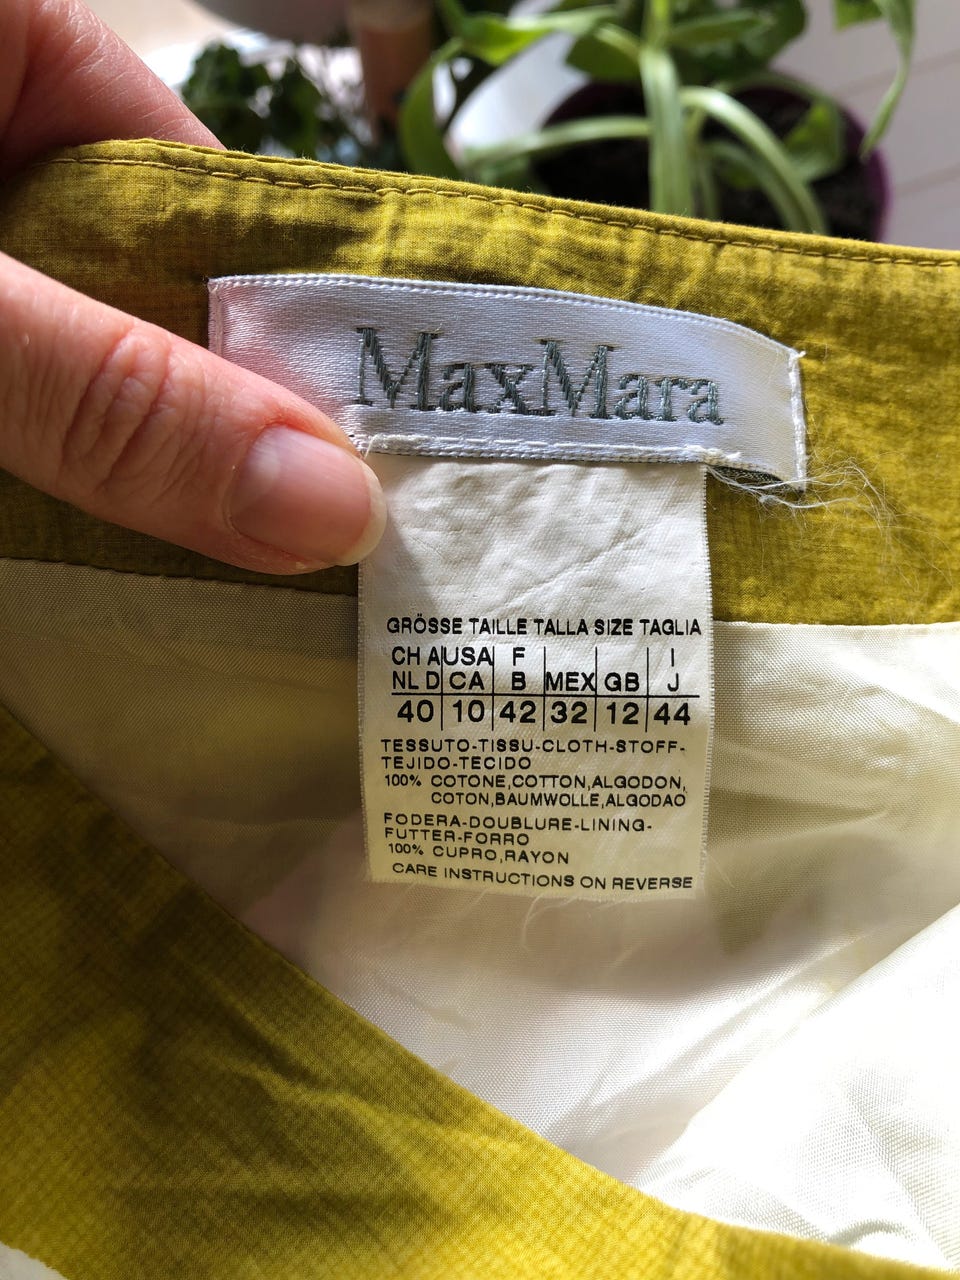 MaxMara
GRÖSSE TAILLE TALLA SIZE TAGLIA
CH A USA F I
NL D CA B MEX GB J
40 10 42 32 12 44
TESSUTO-TISSU-CLOTH-STOFF-
TEJIDO-TECIDO
100% COTONE,COTTON,ALGODON,
COTON,BAUMWOLLE,ALGODAO
FODERA-DOUBLURE-LINING-
FUTTER-FORRO
100% CUPRO,RAYON
CARE INSTRUCTIONS ON REVERSE